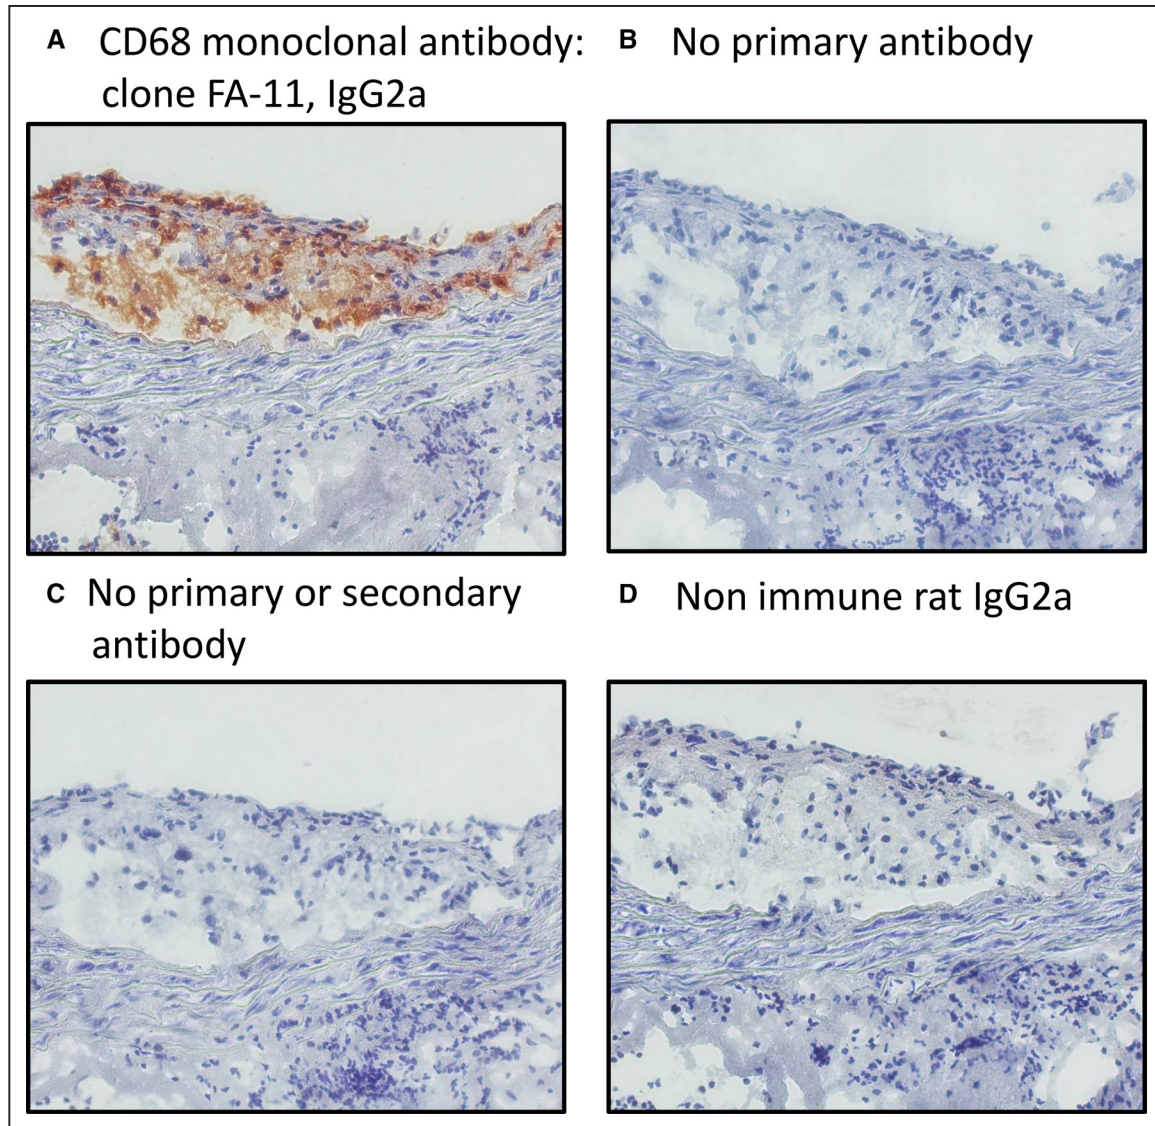 A CD68 monoclonal antibody:
clone FA-11, IgG2a
B No primary antibody
C No primary or secondary
antibody
D Non immune rat IgG2a